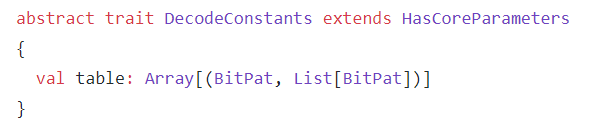 abstract trait DecodeConstants extends HasCoreParameters
{
  val table: Array[(BitPat, List[BitPat])]
}